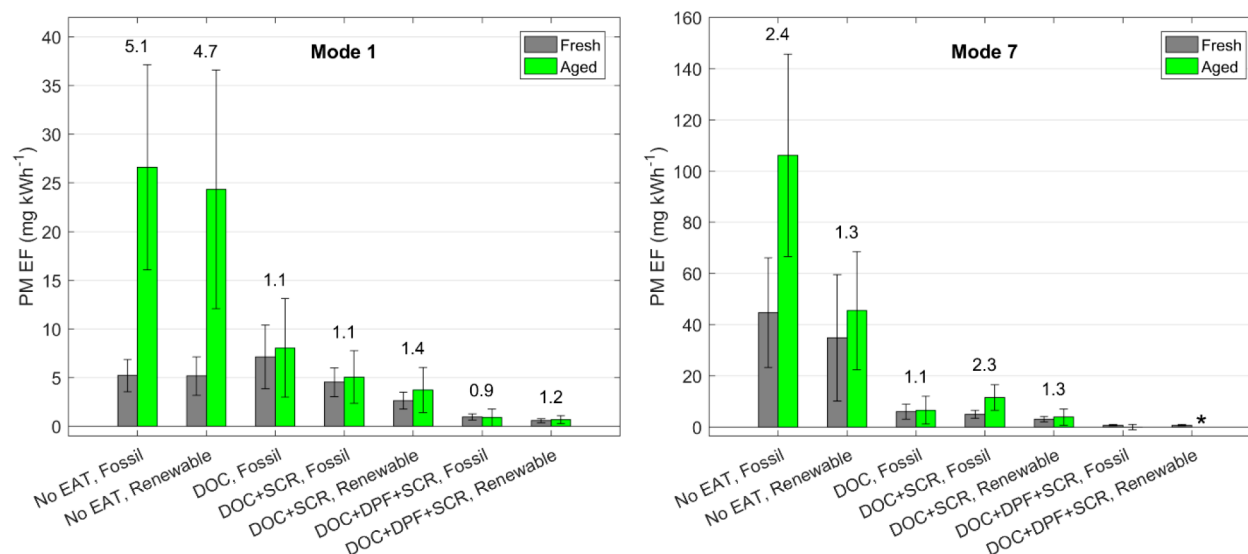 Mode 1
Fresh
Aged
PM EF (mg kWh⁻¹)
40
35
30
25
20
15
10
5
0
5.1
4.7
1.1
1.1
1.4
0.9
1.2
No EAT, Fossil
No EAT, Renewable
DOC, Fossil
DOC+SCR, Fossil
DOC+SCR, Renewable
DOC+DPF+SCR, Fossil
DOC+DPF+SCR, Renewable
Mode 7
Fresh
Aged
PM EF (mg kWh⁻¹)
160
140
120
100
80
60
40
20
0
2.4
1.3
1.1
2.3
1.3
*
No EAT, Fossil
No EAT, Renewable
DOC, Fossil
DOC+SCR, Fossil
DOC+SCR, Renewable
DOC+DPF+SCR, Fossil
DOC+DPF+SCR, Renewable